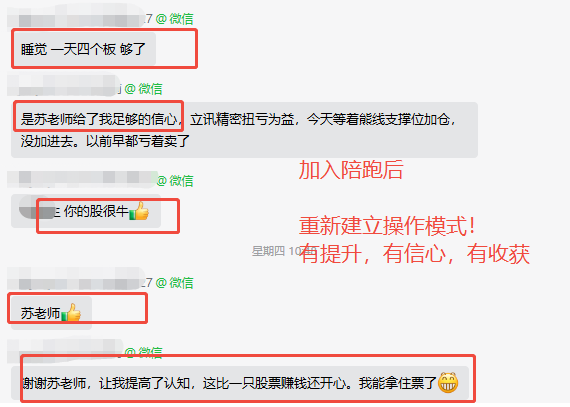 27 @ 微信
睡觉 一天四个板 够了
@ 微信
是苏老师给了我足够的信心，立讯精密扭亏为益，今天等着熊线支撑位加仓，
没加进去。以前早都亏着卖了
加入陪跑后
@ 微信
你的股很牛👍
重新建立操作模式！
星期四 10
有提升，有信心，有收获
27 @ 微信
苏老师👍
@ 微信
谢谢苏老师，让我提高了认知，这比一只股票赚钱还开心。我能拿住票了😁